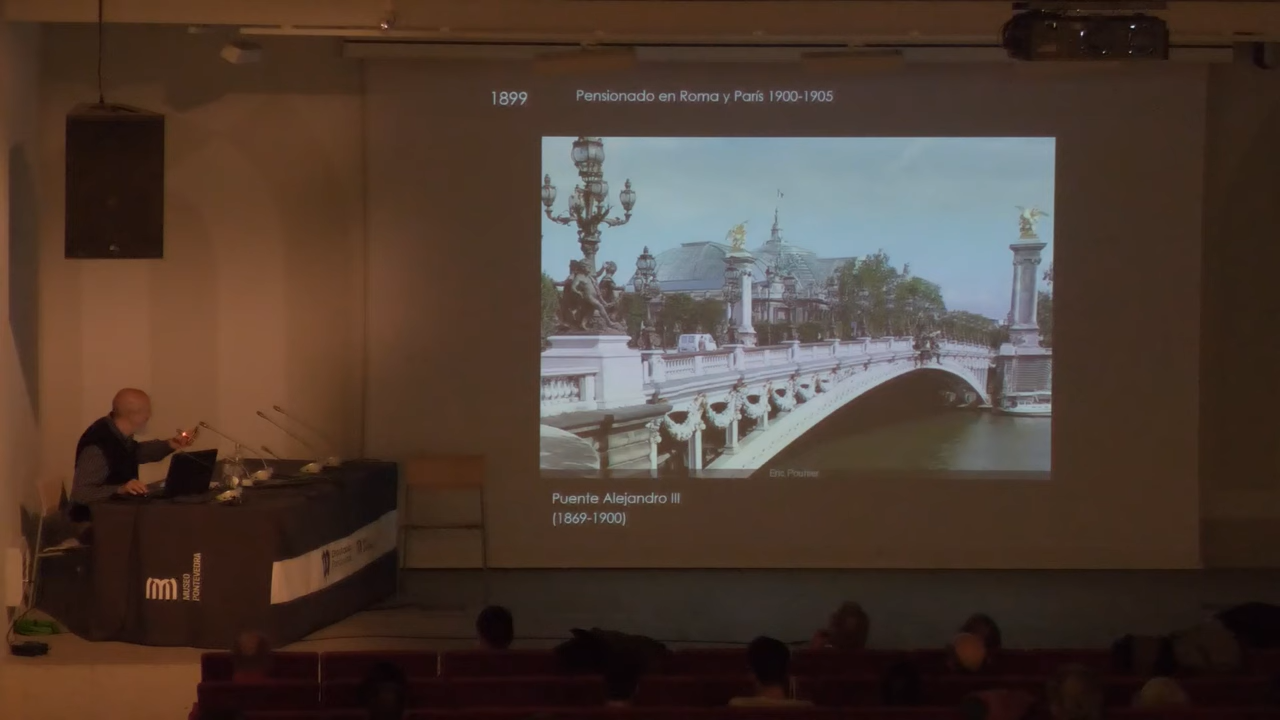 1899
Pensionado en Roma y París 1900-1905
Puente Alejandro III
(1869-1900)
MUSEO
PONTEVEDRA